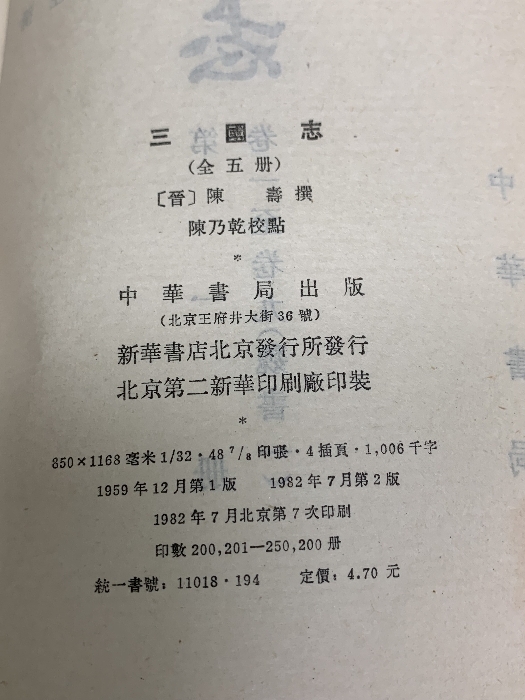 三國志
(全五册)
〔晉〕陳壽撰
陳乃乾校點
*
中華書局出版
(北京王府井大街36號)
新華書店北京發行所發行
北京第二新華印刷廠印裝
*
850×1168毫米1/32·48 7/8印張·4插頁·1,006千字
1959年12月第1版 1982年7月第2版
1982年7月北京第7次印刷
印數200,201—250,200册
統一書號：11018·194 定價：4.70元